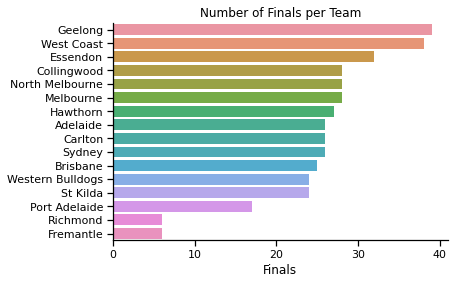 Number of Finals per Team
Geelong
West Coast
Essendon
Collingwood
North Melbourne
Melbourne
Hawthorn
Adelaide
Carlton
Sydney
Brisbane
Western Bulldogs
St Kilda
Port Adelaide
Richmond
Fremantle
0 10 20 30 40
Finals